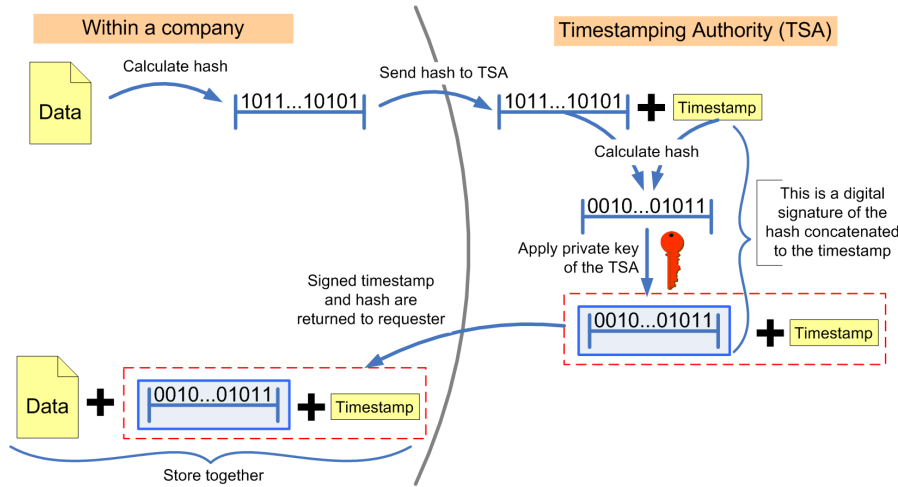 Within a company
Timestamping Authority (TSA)
Calculate hash
Send hash to TSA
Data
1011...10101
1011...10101
Timestamp
Calculate hash
0010...01011
This is a digital
signature of the
hash concatenated
to the timestamp
Apply private key
of the TSA
Signed timestamp
and hash are
returned to requester
0010...01011
Timestamp
Data
0010...01011
Timestamp
Store together